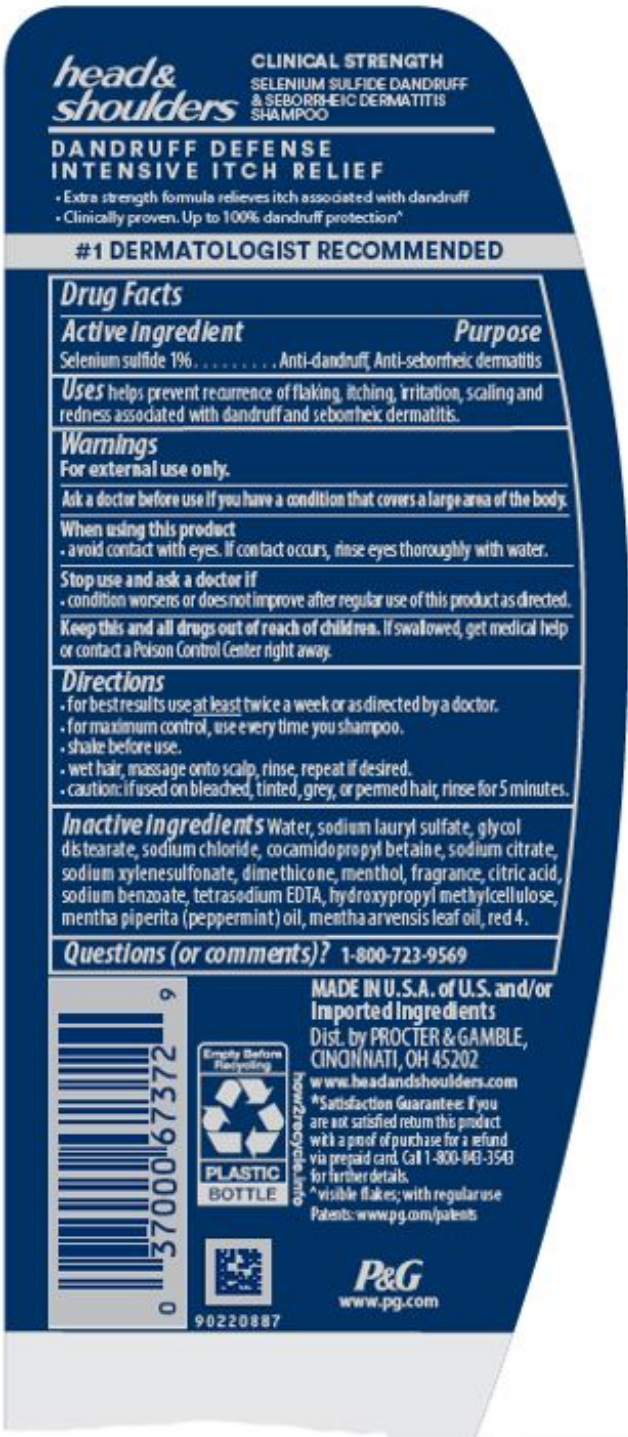 head &
shoulders
CLINICAL STRENGTH
SELENIUM SULFIDE DANDRUFF
& SEBORRHEIC DERMATITIS
SHAMPOO
DANDRUFF DEFENSE
INTENSIVE ITCH RELIEF
• Extra strength formula relieves itch associated with dandruff
• Clinically proven. Up to 100% dandruff protection^
#1 DERMATOLOGIST RECOMMENDED
Drug Facts
Active ingredient Purpose
Selenium sulfide 1% . . . . . . . . . . Anti-dandruff, Anti-seborrheic dermatitis
Uses helps prevent recurrence of flaking, itching, irritation, scaling and
redness associated with dandruff and seborrheic dermatitis.
Warnings
For external use only.
Ask a doctor before use if you have a condition that covers a large area of the body.
When using this product
• avoid contact with eyes. If contact occurs, rinse eyes thoroughly with water.
Stop use and ask a doctor if
• condition worsens or does not improve after regular use of this product as directed.
Keep this and all drugs out of reach of children. If swallowed, get medical help
or contact a Poison Control Center right away.
Directions
• for best results use at least twice a week or as directed by a doctor.
• for maximum control, use every time you shampoo.
• shake before use.
• wet hair, massage onto scalp, rinse, repeat if desired.
• caution: if used on bleached, tinted, grey, or permed hair, rinse for 5 minutes.
Inactive ingredients Water, sodium lauryl sulfate, glycol
distearate, sodium chloride, cocamidopropyl betaine, sodium citrate,
sodium xylenesulfonate, dimethicone, menthol, fragrance, citric acid,
sodium benzoate, tetrasodium EDTA, hydroxypropyl methylcellulose,
mentha piperita (peppermint) oil, mentha arvensis leaf oil, red 4.
Questions (or comments)? 1-800-723-9569
0 37000 67372 9
Empty Before
Recycling
PLASTIC
BOTTLE
how2recycle.info
90220887
MADE IN U.S.A. of U.S. and/or
Imported Ingredients
Dist. by PROCTER & GAMBLE,
CINCINNATI, OH 45202
www.headandshoulders.com
*Satisfaction Guarantee: If you
are not satisfied return this product
with a proof of purchase for a refund
via prepaid card. Call 1-800-843-3543
for further details.
^visible flakes; with regular use
Patents: www.pg.com/patents
P&G
www.pg.com